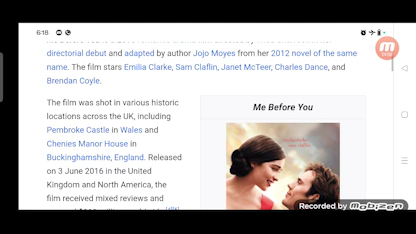 6:18
directorial debut and adapted by author Jojo Moyes from her 2012 novel of the same
name. The film stars Emilia Clarke, Sam Claflin, Janet McTeer, Charles Dance, and
Brendan Coyle.
The film was shot in various historic
locations across the UK, including
Pembroke Castle in Wales and
Chenies Manor House in
Buckinghamshire, England. Released
on 3 June 2016 in the
United Kingdom and North America, the
film received mixed reviews and
Me Before You
Recorded by MOBIZEN